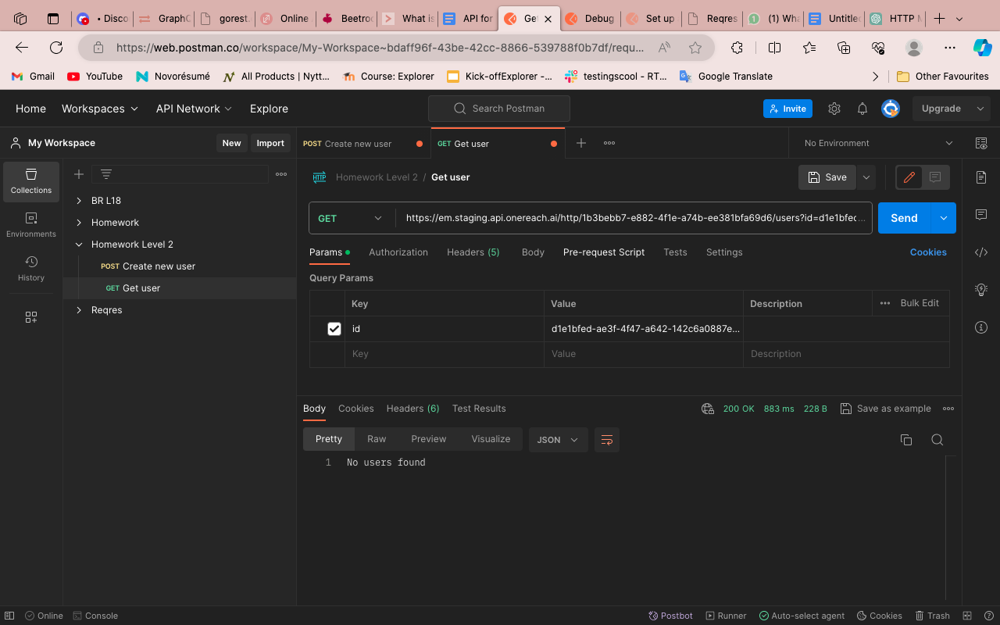 • Disco
GraphC
gorest.
Online
Beetroo
What is
API for
Get
Debug
Set up
Reqres
(1) Wha
Untitled
HTTP M
https://web.postman.co/workspace/My-Workspace~bdaff96f-43be-42cc-8866-539788f0b7df/requ...
Gmail
YouTube
Novorésumé
All Products | Nytt...
Course: Explorer
Kick-offExplorer -...
testingscool - RT...
Google Translate
Other Favourites
Home
Workspaces
API Network
Explore
Search Postman
Invite
Upgrade
My Workspace
New
Import
POST Create new user
GET Get user
No Environment
Collections
Environments
History
BR L18
Homework
Homework Level 2
POST Create new user
GET Get user
Reqres
HTTP
Homework Level 2 / Get user
Save
GET
https://em.staging.api.onereach.ai/http/1b3bebb7-e882-4f1e-a74b-ee381bfa69d6/users?id=d1e1bfec...
Send
Params
Authorization
Headers (5)
Body
Pre-request Script
Tests
Settings
Cookies
Query Params
Key
Value
Description
Bulk Edit
id
d1e1bfed-ae3f-4f47-a642-142c6a0887e...
Key
Value
Description
Body
Cookies
Headers (6)
Test Results
200 OK
883 ms
228 B
Save as example
Pretty
Raw
Preview
Visualize
JSON
1 No users found
Online
Console
Postbot
Runner
Auto-select agent
Cookies
Trash